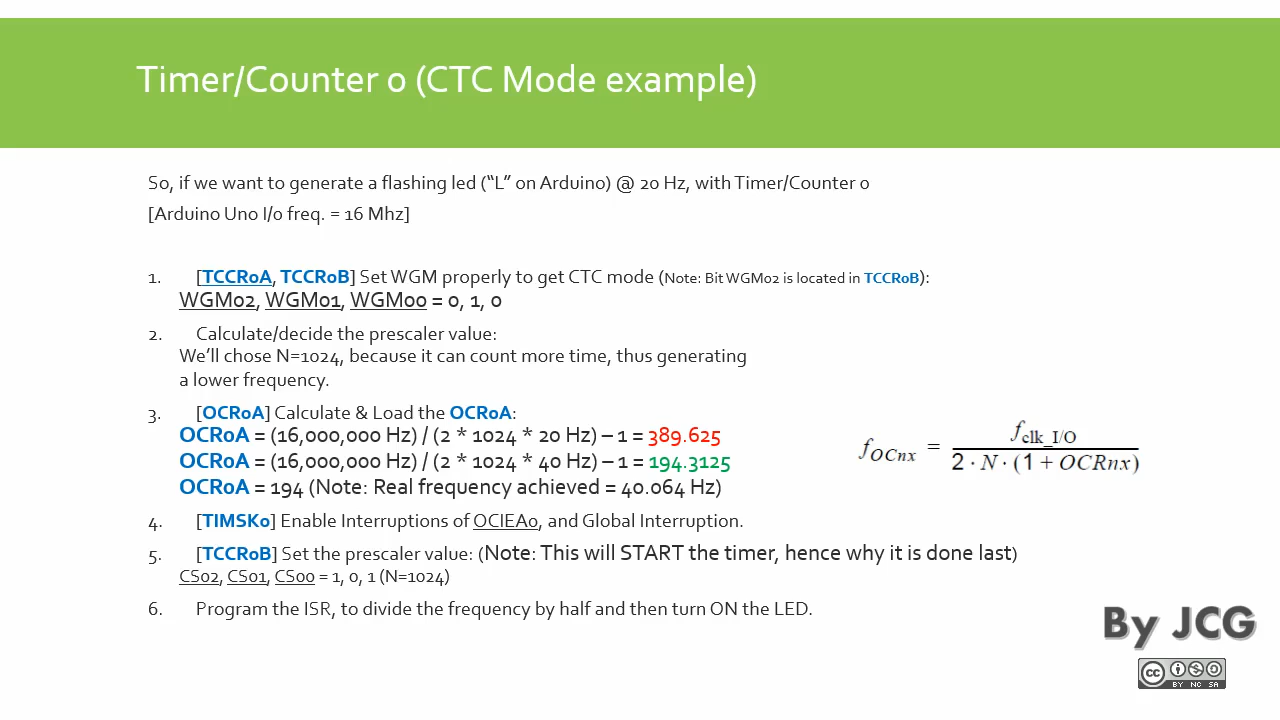 Timer/Counter 0 (CTC Mode example)
So, if we want to generate a flashing led (“L” on Arduino) @ 20 Hz, with Timer/Counter 0
[Arduino Uno I/o freq. = 16 Mhz]
1. [TCCR0A, TCCR0B] Set WGM properly to get CTC mode (Note: Bit WGM02 is located in TCCR0B):
WGM02, WGM01, WGM00 = 0, 1, 0
2. Calculate/decide the prescaler value:
We’ll chose N=1024, because it can count more time, thus generating
a lower frequency.
3. [OCR0A] Calculate & Load the OCR0A:
OCR0A = (16,000,000 Hz) / (2 * 1024 * 20 Hz) – 1 = 389.625
OCR0A = (16,000,000 Hz) / (2 * 1024 * 40 Hz) – 1 = 194.3125
OCR0A = 194 (Note: Real frequency achieved = 40.064 Hz)
f_OCnx = f_clk_I/O / 2 · N · (1 + OCRnx)
4. [TIMSK0] Enable Interruptions of OCIEA0, and Global Interruption.
5. [TCCR0B] Set the prescaler value: (Note: This will START the timer, hence why it is done last)
CS02, CS01, CS00 = 1, 0, 1 (N=1024)
6. Program the ISR, to divide the frequency by half and then turn ON the LED.
By JCG
cc
BY NC SA